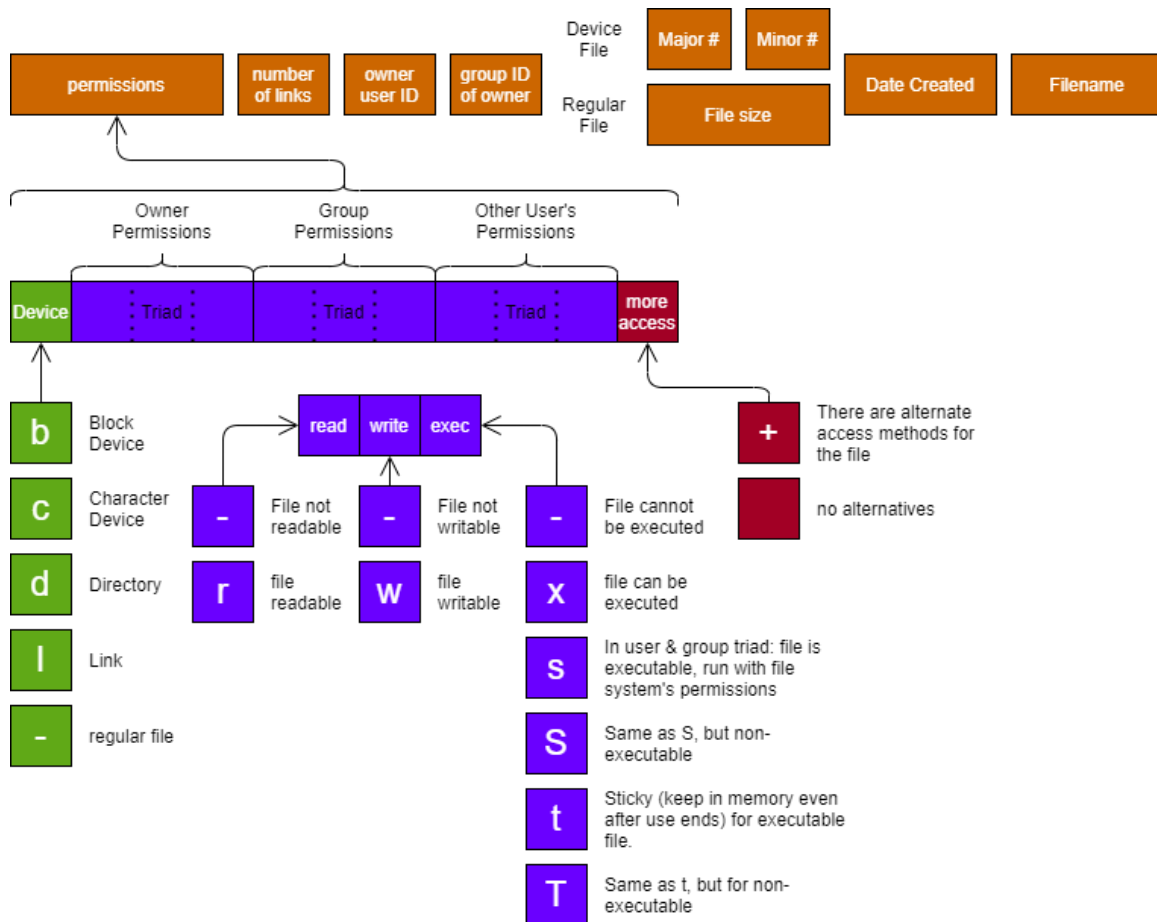 Device
File
Major #
Minor #
permissions
number
of links
owner
user ID
group ID
of owner
Date Created
Filename
Regular
File
File size
Owner
Permissions
Group
Permissions
Other User's
Permissions
Device
Triad
Triad
Triad
more
access
b
Block
Device
c
Character
Device
d
Directory
l
Link
-
regular file
read
write
exec
-
File not
readable
r
file
readable
-
File not
writable
w
file
writable
-
File cannot
be executed
x
file can be
executed
s
In user & group triad: file is
executable, run with file
system's permissions
S
Same as S, but non-
executable
t
Sticky (keep in memory even
after use ends) for executable
file.
T
Same as t, but for non-
executable
+
There are alternate
access methods for
the file
no alternatives